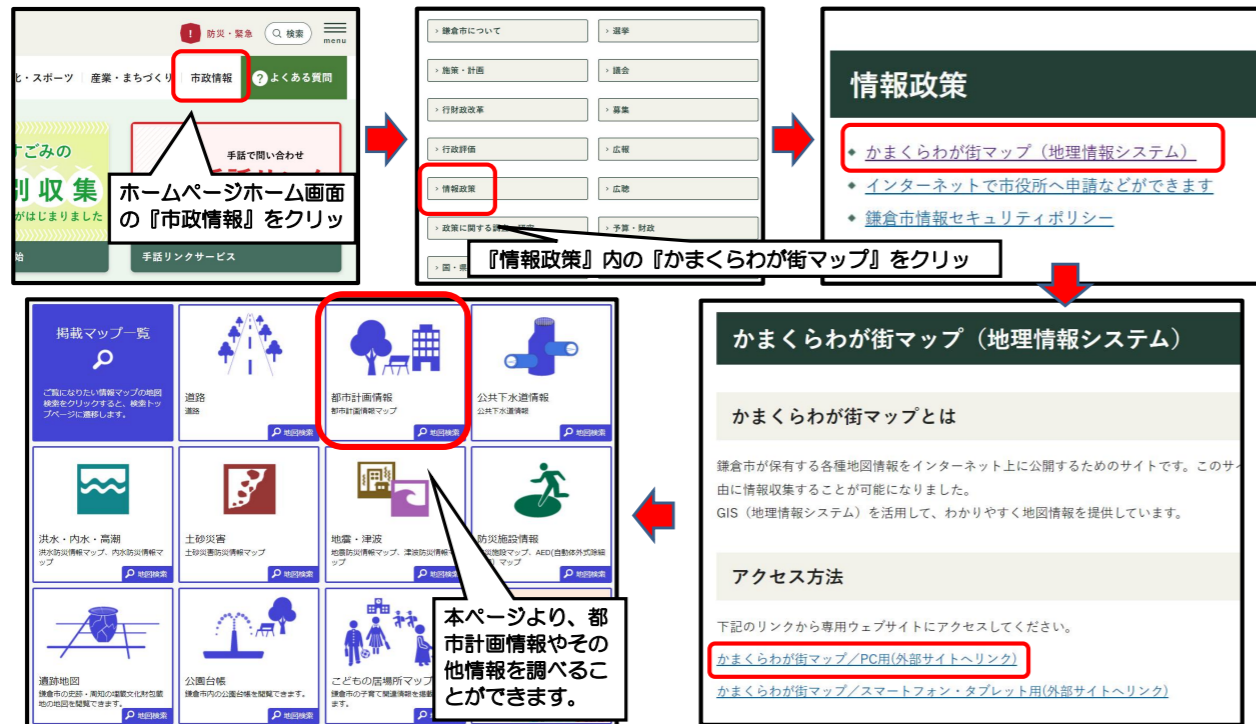 防災・緊急
検索
menu
化・スポーツ
産業・まちづくり
市政情報
よくある質問
すごみの
別収集
がはじまりました
手話で問い合わせ
始
手話リンクサービス
ホームページホーム画面
の『市政情報』をクリッ
› 鎌倉市について
› 選挙
› 施策・計画
› 議会
› 行財政改革
› 募集
› 行政評価
› 広報
› 情報政策
› 広聴
› 政策に関する調
› 予算・財政
› 国・県
『情報政策』内の『かまくらわが街マップ』をクリッ
情報政策
かまくらわが街マップ（地理情報システム）
インターネットで市役所へ申請などができます
鎌倉市情報セキュリティポリシー
かまくらわが街マップ（地理情報システム）
かまくらわが街マップとは
鎌倉市が保有する各種地図情報をインターネット上に公開するためのサイトです。このサイ
由に情報収集することが可能になりました。
GIS（地理情報システム）を活用して、わかりやすく地図情報を提供しています。
アクセス方法
下記のリンクから専用ウェブサイトにアクセスしてください。
かまくらわが街マップ／PC用(外部サイトへリンク)
かまくらわが街マップ／スマートフォン・タブレット用(外部サイトへリンク)
掲載マップ一覧
ご覧になりたい情報マップの地図
検索をクリックすると、検索トッ
プページに遷移します。
道路
道路
地図検索
都市計画情報
都市計画情報マップ
地図検索
公共下水道情報
公共下水道情報
地図検索
洪水・内水・高潮
洪水防災情報マップ、内水防災情報マ
ップ
地図検索
土砂災害
土砂災害防災情報マップ
地図検索
地震・津波
地震防災情報マップ、津波防災情報マ
ップ
防災施設情報
災施設マップ、AED(自動体外式除細
マップ
地図検索
遺跡地図
鎌倉市の史跡・周知の埋蔵文化財包蔵
地の地図を閲覧できます。
地図検索
公園台帳
鎌倉市内の公園台帳を閲覧できます。
地図検索
こどもの居場所マップ
鎌倉市の子育て関連情報を掲載
ます。
本ページより、都
市計画情報やその
他情報を調べるこ
とができます。